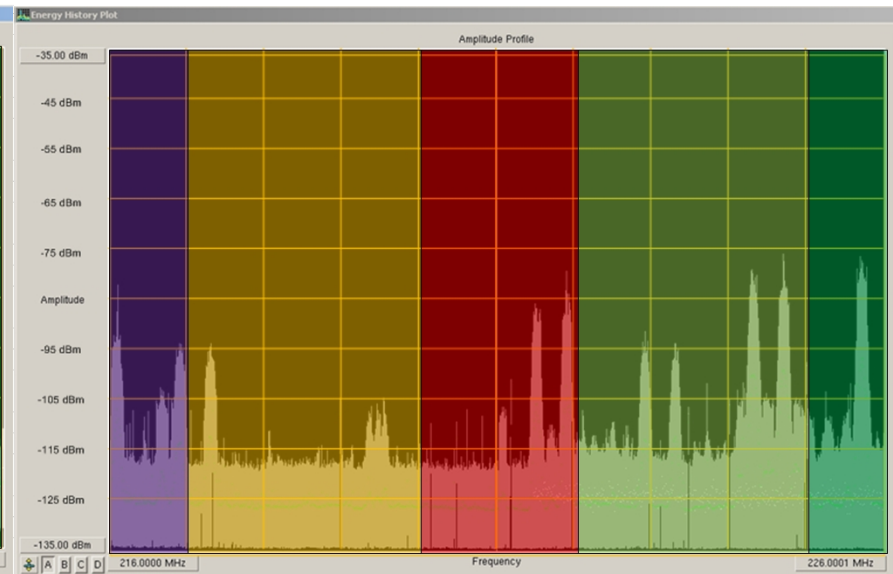 Energy History Plot
Amplitude Profile
-35.00 dBm
-45 dBm
-55 dBm
-65 dBm
-75 dBm
Amplitude
-95 dBm
-105 dBm
-115 dBm
-125 dBm
-135.00 dBm
A B C D 216.0000 MHz Frequency 226.0001 MHz